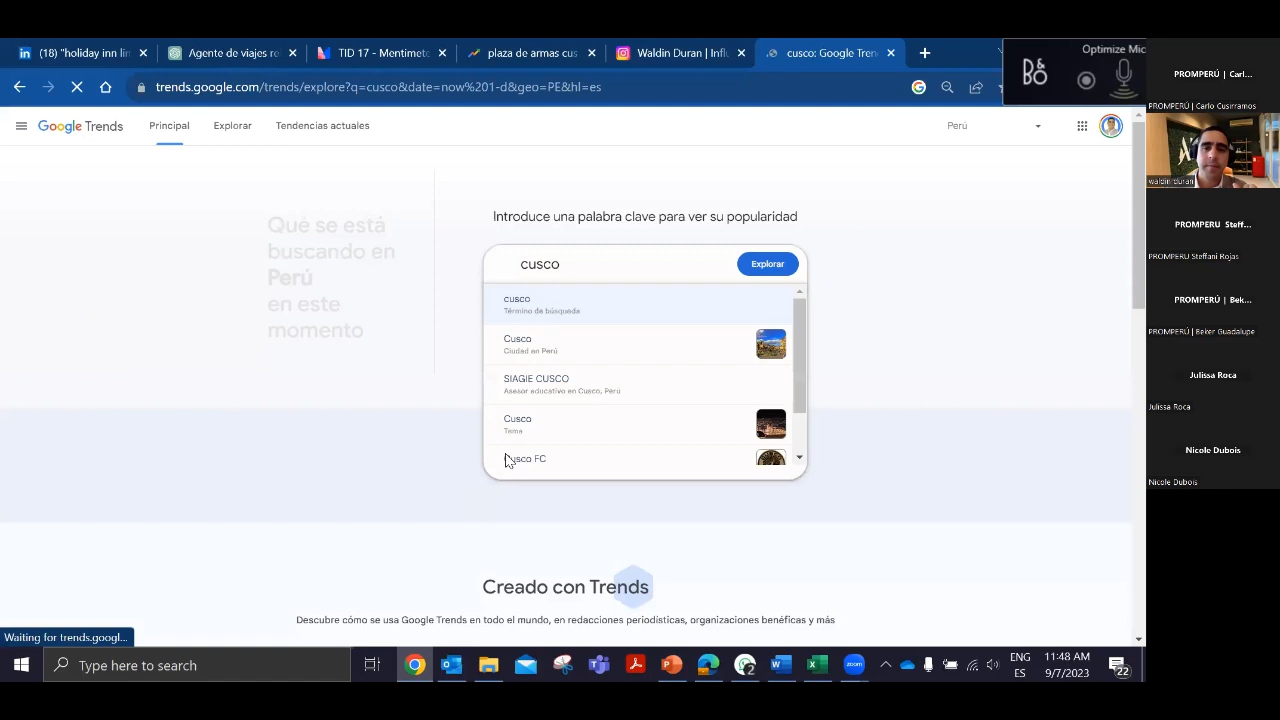 (18) "holiday inn lin
Agente de viajes re
TID 17 - Mentimete
plaza de armas cus
Waldin Duran | Infl
cusco: Google Tren
Optimize Mic
trends.google.com/trends/explore?q=cusco&date=now%201-d&geo=PE&hl=es
Google Trends
Principal
Explorar
Tendencias actuales
Perú
Qué se está
buscando en
Perú
en este
momento
Introduce una palabra clave para ver su popularidad
cusco
Explorar
cusco
Término de búsqueda
Cusco
Ciudad en Perú
SIAGIE CUSCO
Asesor educativo en Cusco, Perú
Cusco
Tema
Cusco FC
Creado con Trends
Descubre cómo se usa Google Trends en todo el mundo, en redacciones periodísticas, organizaciones benéficas y más
Waiting for trends.googl...
Type here to search
ENG
ES
11:48 AM
9/7/2023
22
PROMPERÚ | Carl...
PROMPERÚ | Carlo Cusirramos
waldin duran
PROMPERU Steff...
PROMPERU Steffani Rojas
PROMPERÚ | Bek...
PROMPERÚ | Beker Guadalupe
Julissa Roca
Julissa Roca
Nicole Dubois
Nicole Dubois